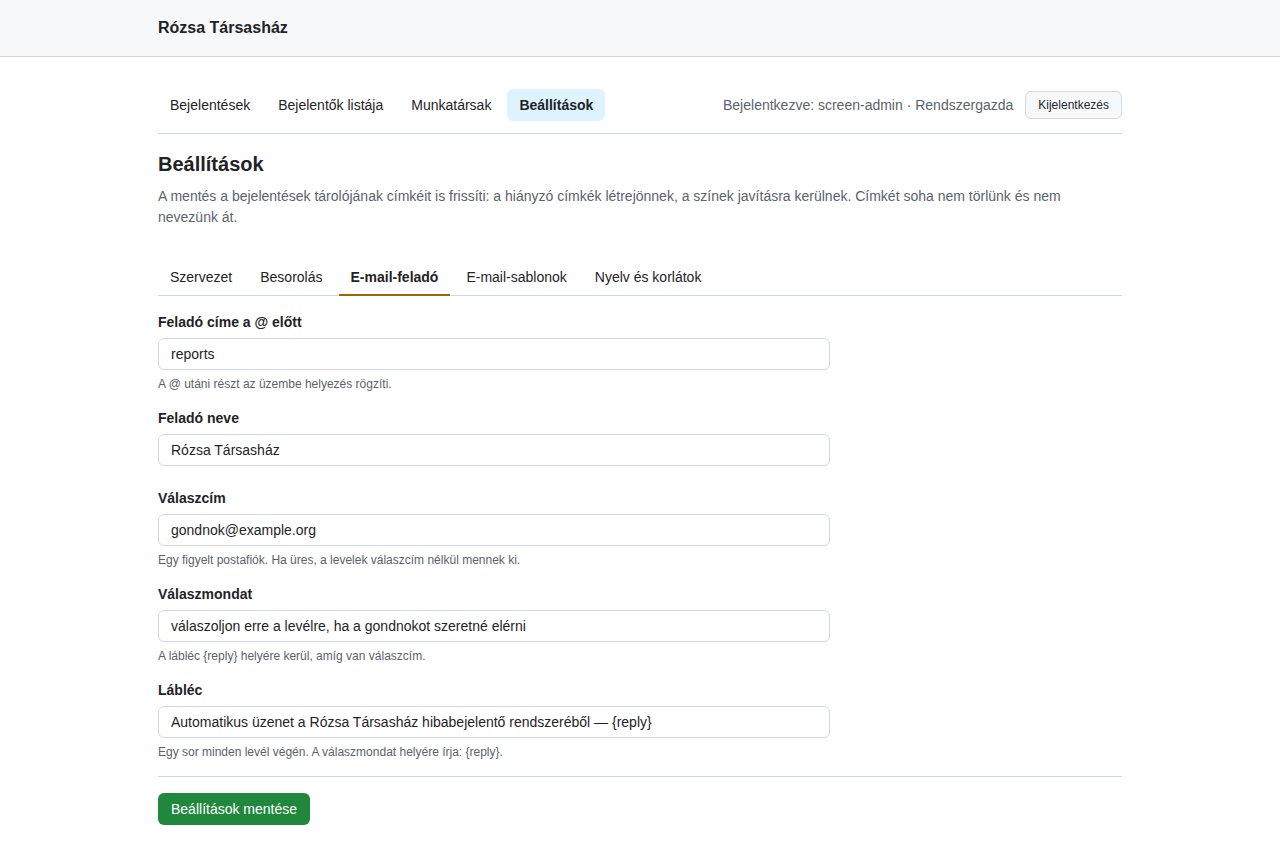 Rózsa Társasház
Bejelentések Bejelentők listája Munkatársak Beállítások Bejelentkezve: screen-admin · Rendszergazda Kijelentkezés
Beállítások
A mentés a bejelentések tárolójának címkéit is frissíti: a hiányzó címkék létrejönnek, a színek javításra kerülnek. Címkét soha nem törlünk és nem
nevezünk át.
Szervezet Besorolás E-mail-feladó E-mail-sablonok Nyelv és korlátok
Feladó címe a @ előtt
reports
A @ utáni részt az üzembe helyezés rögzíti.
Feladó neve
Rózsa Társasház
Válaszcím
gondnok@example.org
Egy figyelt postafiók. Ha üres, a levelek válaszcím nélkül mennek ki.
Válaszmondat
válaszoljon erre a levélre, ha a gondnokot szeretné elérni
A lábléc {reply} helyére kerül, amíg van válaszcím.
Lábléc
Automatikus üzenet a Rózsa Társasház hibabejelentő rendszeréből — {reply}
Egy sor minden levél végén. A válaszmondat helyére írja: {reply}.
Beállítások mentése